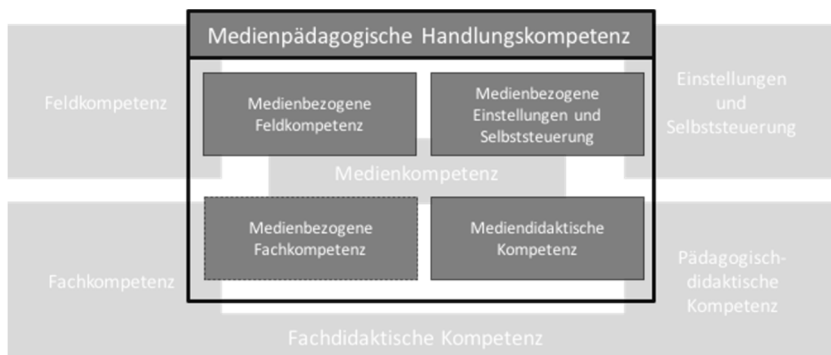 Medienpädagogische Handlungskompetenz
Feldkompetenz
Medienbezogene
Feldkompetenz
Medienbezogene
Einstellungen und
Selbststeuerung
Einstellungen
und
Selbststeuerung
Medienkompetenz
Fachkompetenz
Medienbezogene
Fachkompetenz
Mediendidaktische
Kompetenz
Pädagogisch-
didaktische
Kompetenz
Fachdidaktische Kompetenz